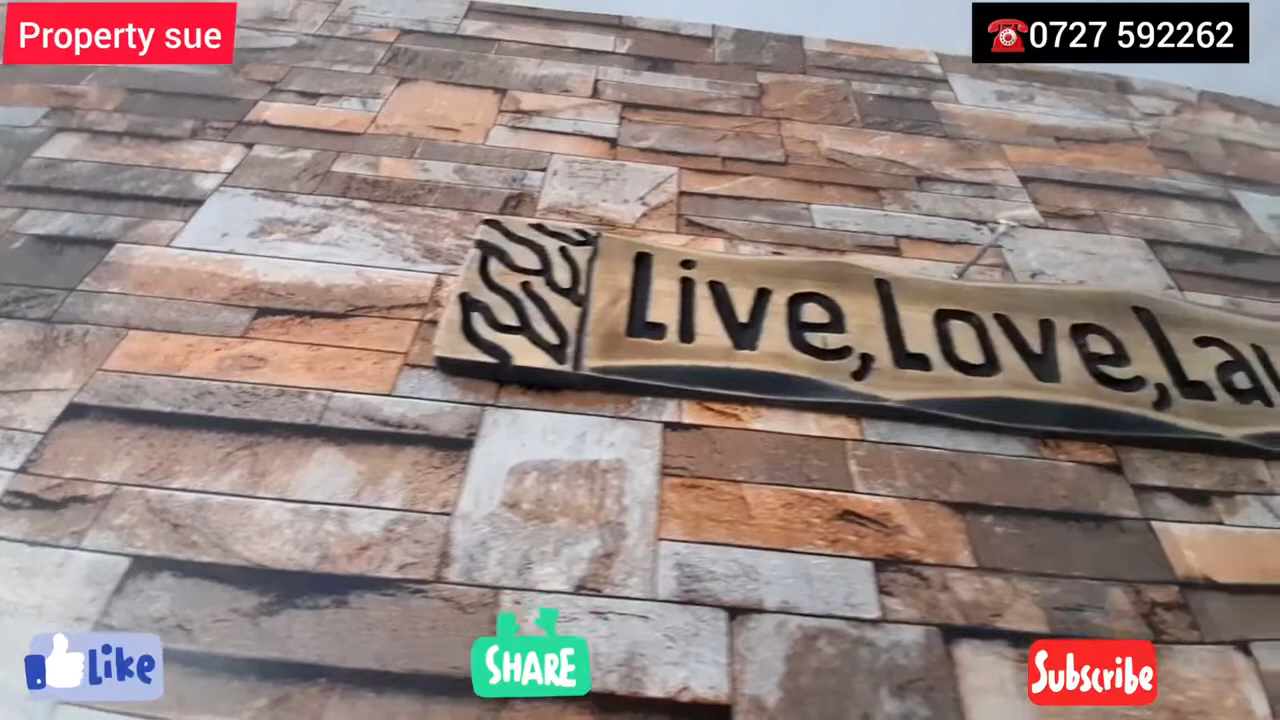 Property sue
☎️0727 592262
Live,Love,La
Like
SHARE
Subscribe